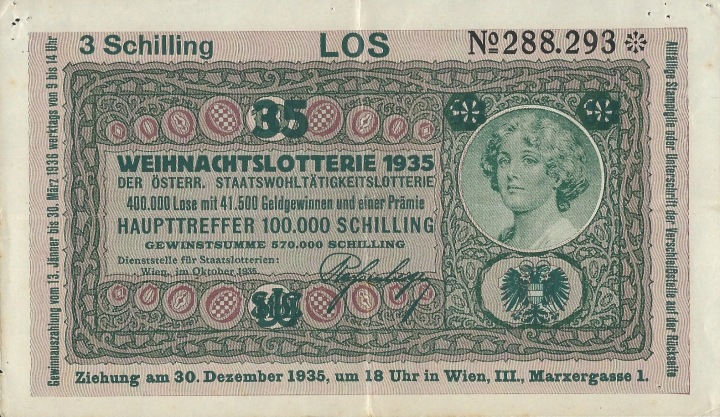 3 Schilling LOS № 288.293 ※
35
WEIHNACHTSLOTTERIE 1935
DER ÖSTERR. STAATSWOHLTÄTIGKEITSLOTTERIE
400.000 Lose mit 41.500 Geldgewinnen und einer Prämie
HAUPTTREFFER 100.000 SCHILLING
GEWINSTSUMME 570.000 SCHILLING
Dienststelle für Staatslotterien:
Wien, im Oktober 1935.
Ziehung am 30. Dezember 1935, um 18 Uhr in Wien, III., Marxergasse 1.
Gewinauszahlung vom 13. Jänner bis 30. März 1936 werktags von 9 bis 14 Uhr
Allfällige Stampiglie oder Unterschrift der Verschleißstelle auf der Rückseite